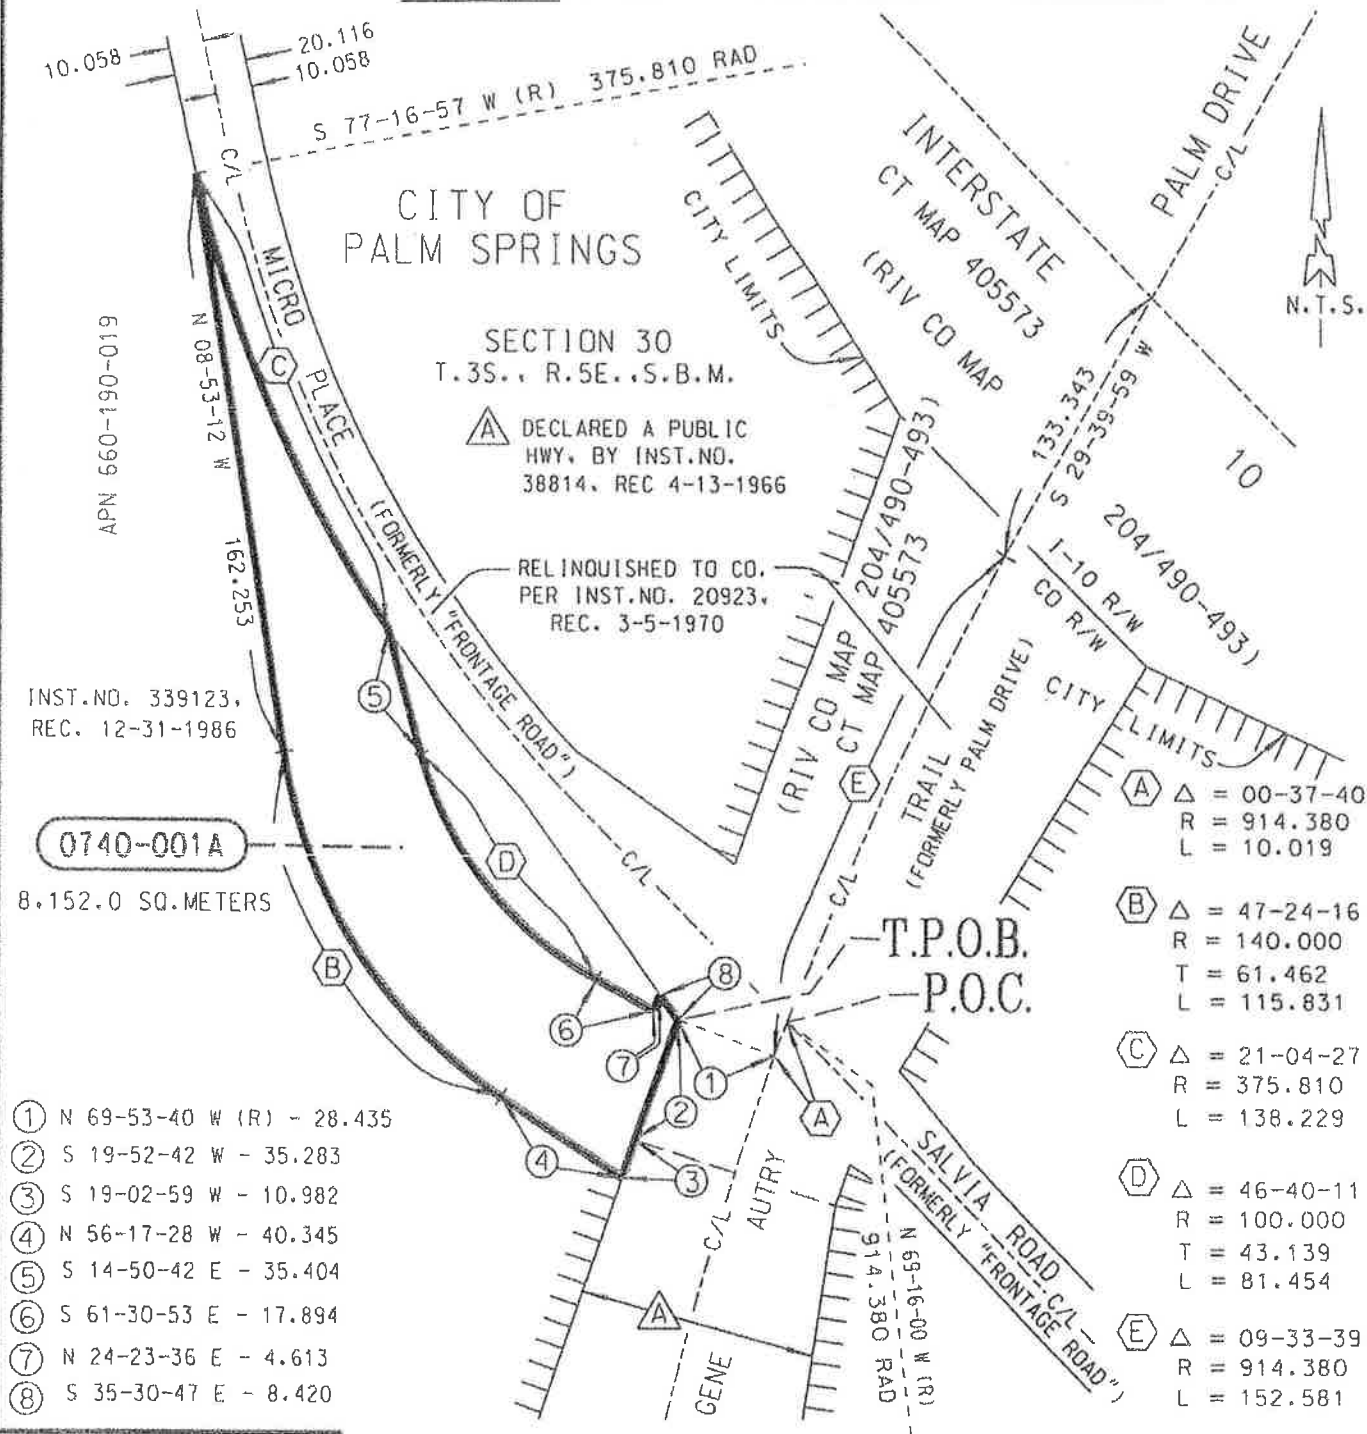 10.058
20.116
10.058
S 77-16-57 W (R) 375.810 RAD
C/L
CITY OF
PALM SPRINGS
CITY LIMITS
INTERSTATE
CT MAP 405573
(RIV CO MAP
204/490-493)
10
PALM DRIVE
C/L
N.T.S.
MICRO PLACE
(FORMERLY "FRONTAGE ROAD")
C/L
C
APN 660-190-019
N 08-53-12 W
162.253
SECTION 30
T.3S., R.5E.,S.B.M.
A DECLARED A PUBLIC
HWY. BY INST.NO.
38814. REC 4-13-1966
RELINQUISHED TO CO.
PER INST.NO. 20923,
REC. 3-5-1970
133.343
S 29-39-59 W
I-10 R/W
CO R/W
CITY LIMITS
(RIV CO MAP 204/490-493)
CT MAP 405573
5
INST.NO. 339123,
REC. 12-31-1986
0740-001A
8,152.0 SQ.METERS
E
C/L
TRAIL
(FORMERLY PALM DRIVE)
D
B
T.P.O.B.
P.O.C.
8
6
7
1
2
A
4
3
C/L
GENE AUTRY
A
SALVIA ROAD
C/L
(FORMERLY "FRONTAGE ROAD")
N 69-16-00 W (R)
914.380 RAD
1 N 69-53-40 W (R) - 28.435
2 S 19-52-42 W - 35.283
3 S 19-02-59 W - 10.982
4 N 56-17-28 W - 40.345
5 S 14-50-42 E - 35.404
6 S 61-30-53 E - 17.894
7 N 24-23-36 E - 4.613
8 S 35-30-47 E - 8.420
A Δ = 00-37-40
R = 914.380
L = 10.019
B Δ = 47-24-16
R = 140.000
T = 61.462
L = 115.831
C Δ = 21-04-27
R = 375.810
L = 138.229
D Δ = 46-40-11
R = 100.000
T = 43.139
L = 81.454
E Δ = 09-33-39
R = 914.380
L = 152.581